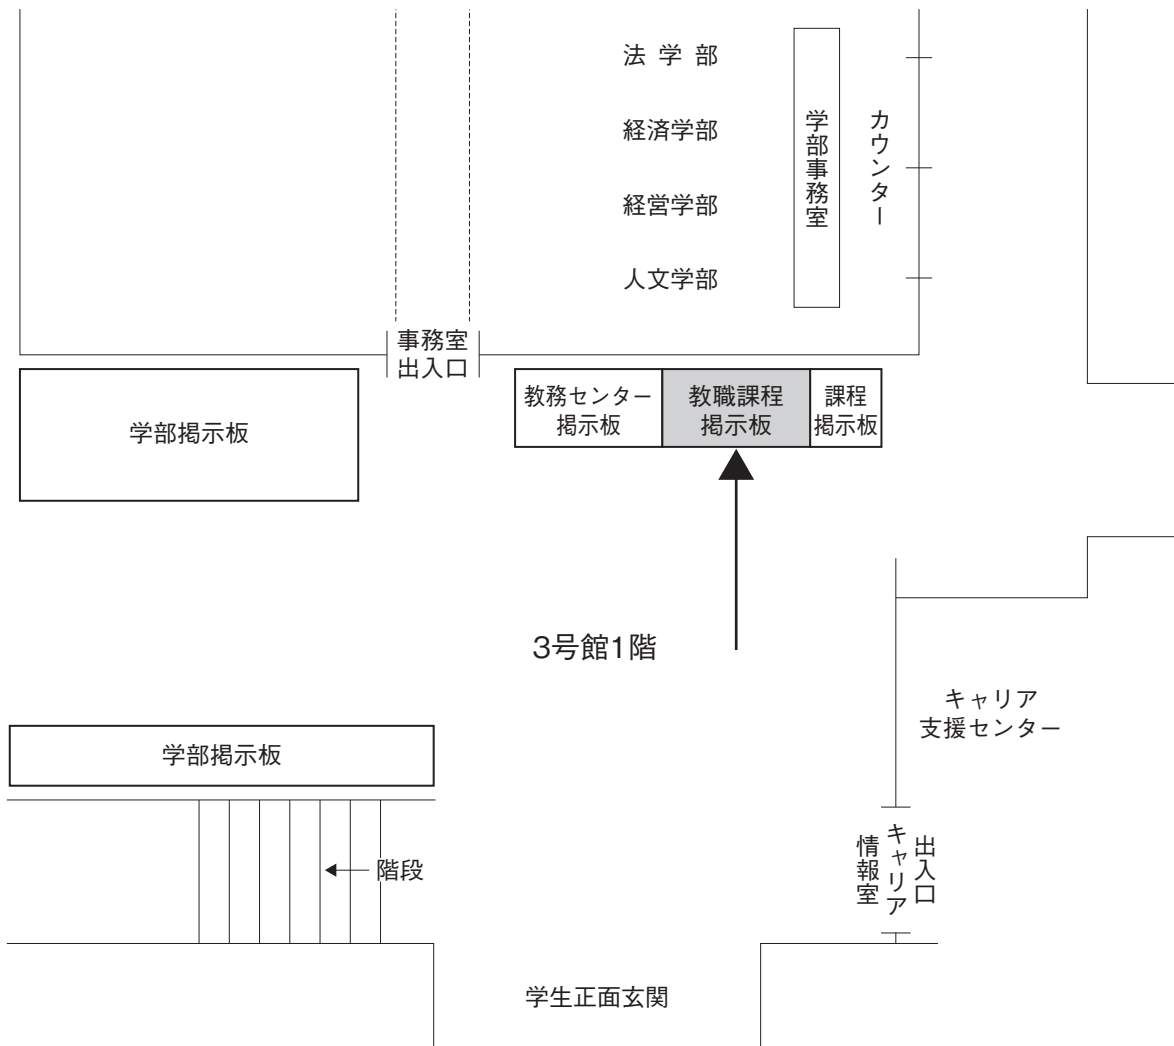 法学部
経済学部
経営学部
人文学部
学部事務室
カウンター
事務室
出入口
学部掲示板
教務センター
掲示板
教職課程
掲示板
課程
掲示板
3号館1階
キャリア
支援センター
学部掲示板
階段
出入口
キャリア
情報室
学生正面玄関